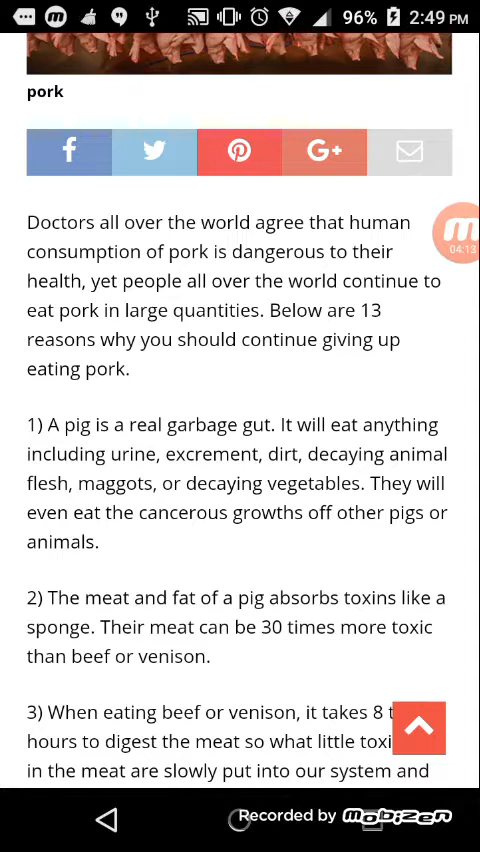 96% 2:49 PM
pork
f G+
Doctors all over the world agree that human
consumption of pork is dangerous to their
health, yet people all over the world continue to
eat pork in large quantities. Below are 13
reasons why you should continue giving up
eating pork.
04:13
1) A pig is a real garbage gut. It will eat anything
including urine, excrement, dirt, decaying animal
flesh, maggots, or decaying vegetables. They will
even eat the cancerous growths off other pigs or
animals.
2) The meat and fat of a pig absorbs toxins like a
sponge. Their meat can be 30 times more toxic
than beef or venison.
3) When eating beef or venison, it takes 8
hours to digest the meat so what little
in the meat are slowly put into our system and
Recorded by Mobizen